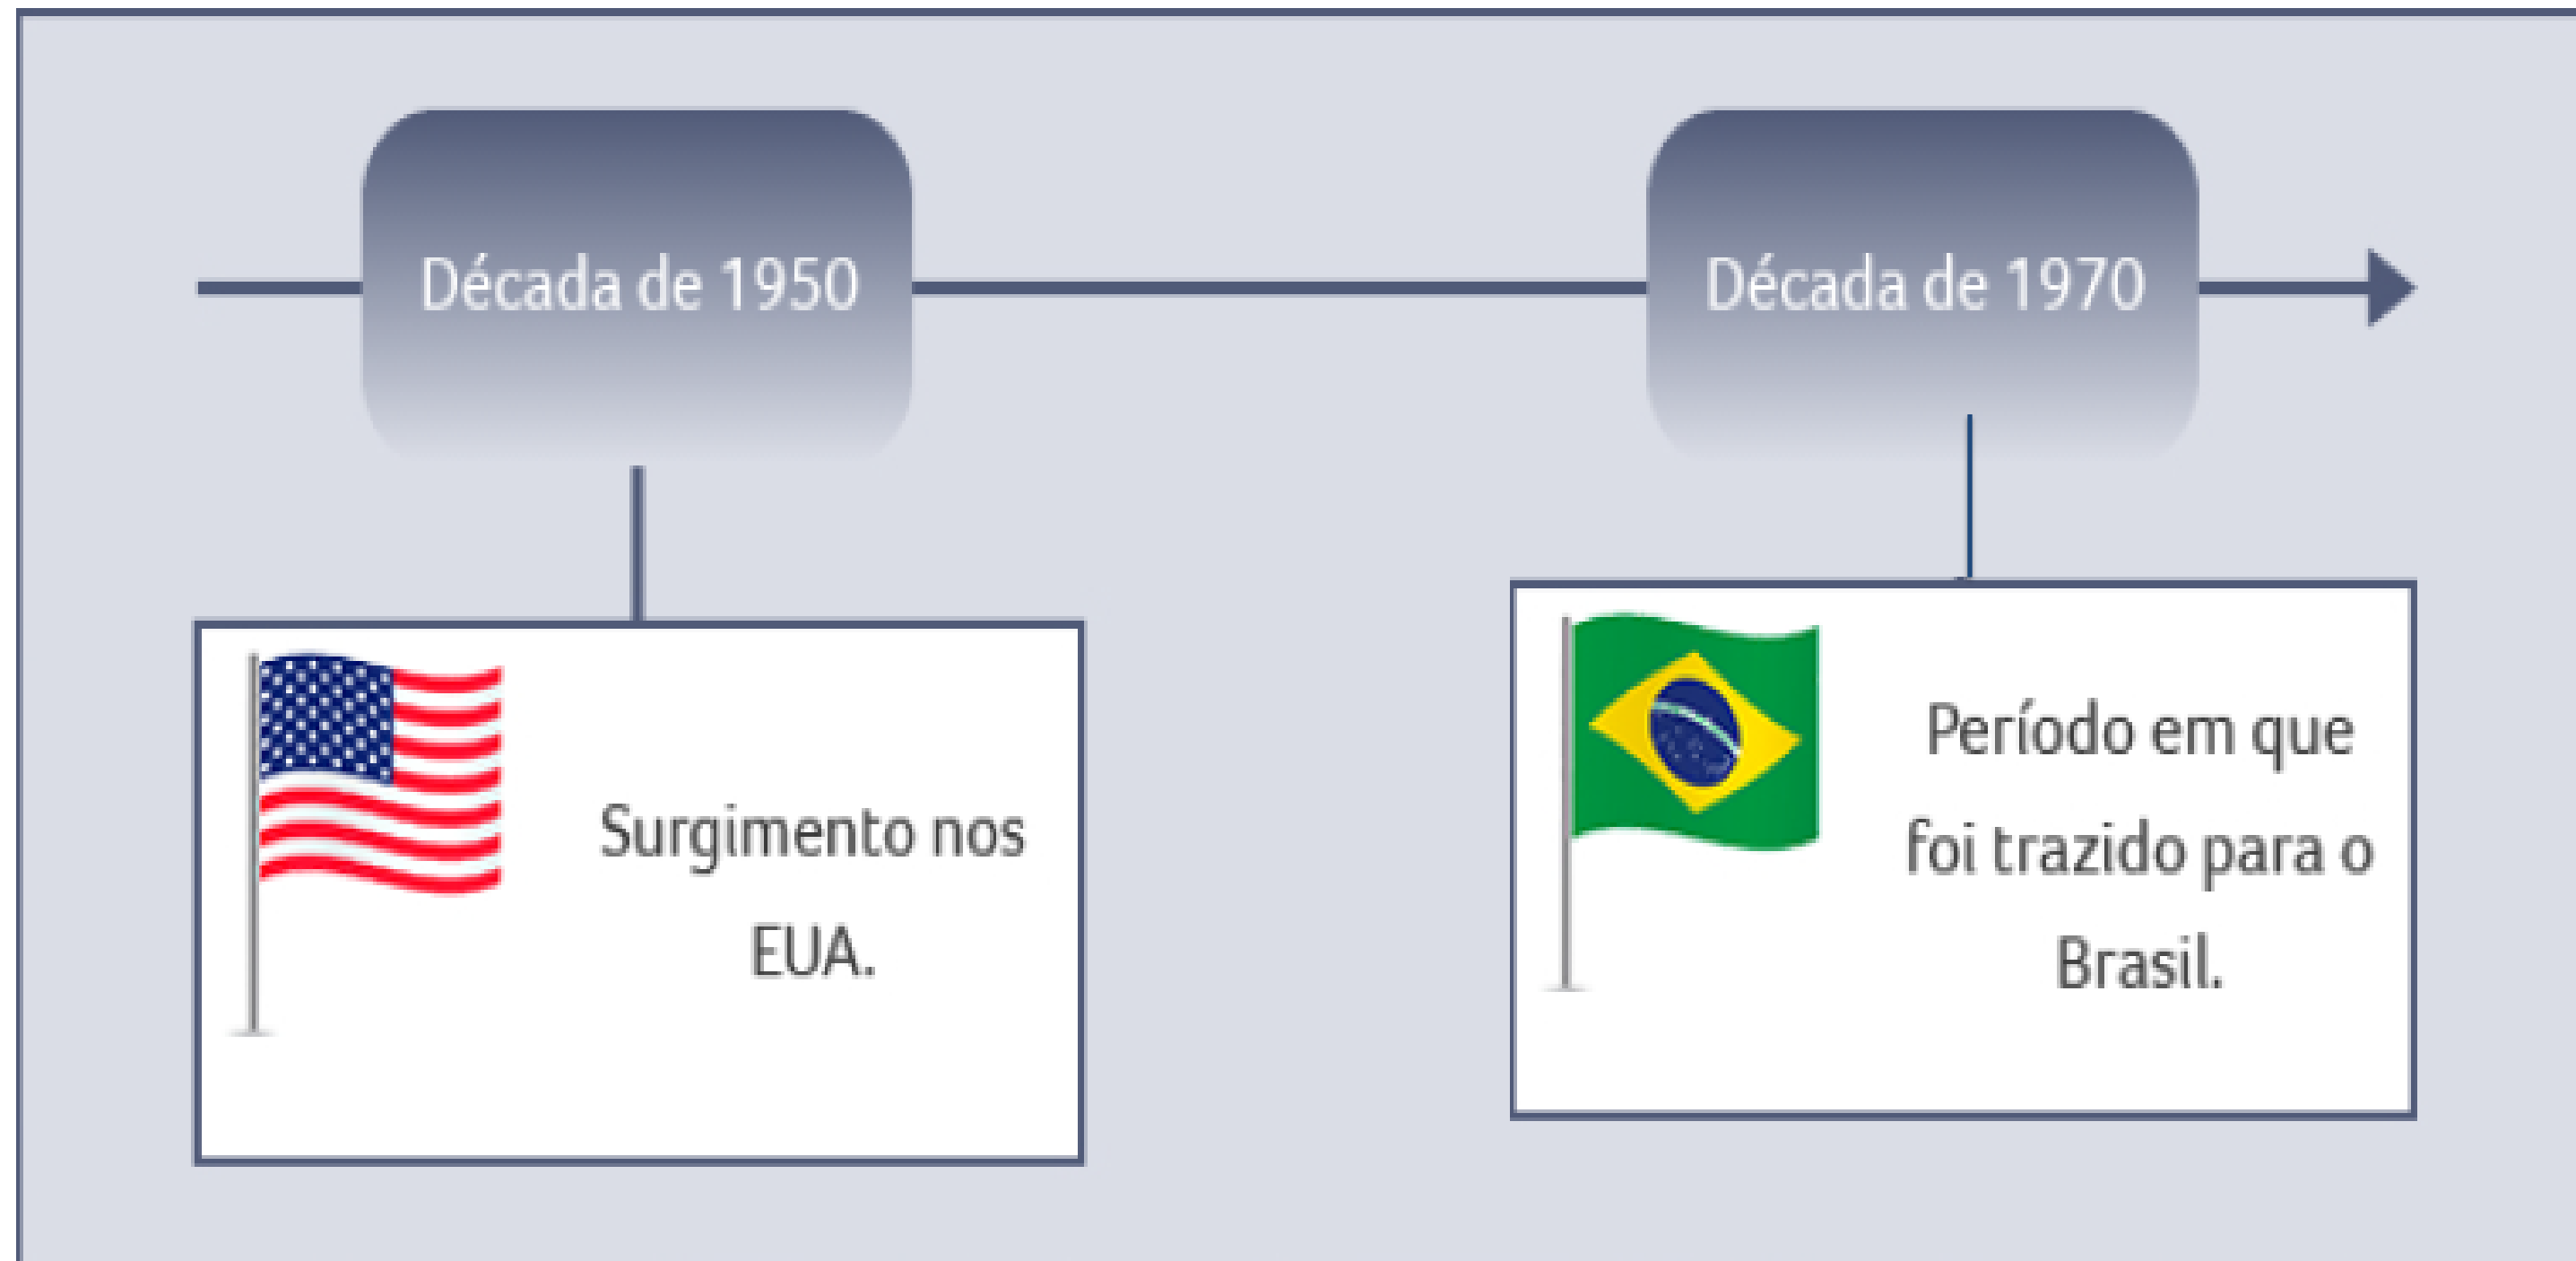 Década de 1950
Década de 1970
Surgimento nos
EUA.
Período em que
foi trazido para o
Brasil.